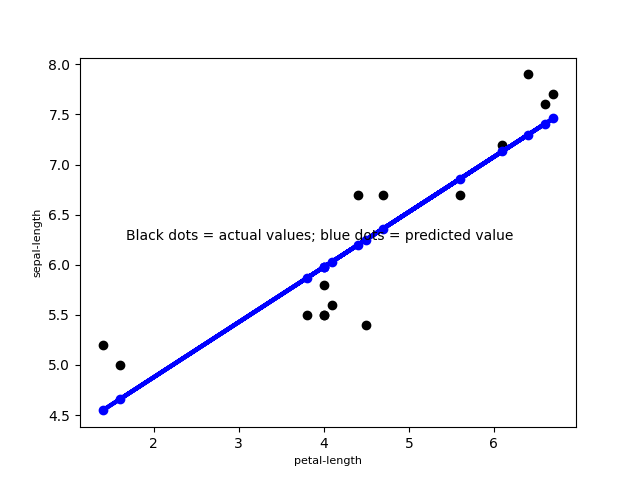 8.0
7.5
7.0
6.5
6.0
5.5
5.0
4.5
sepal-length
Black dots = actual values; blue dots = predicted value
2 3 4 5 6
petal-length